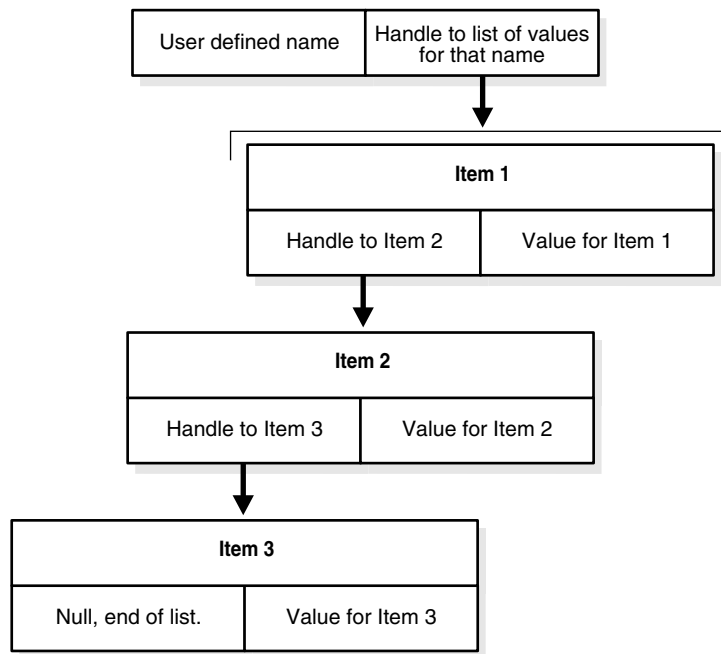 User defined name
Handle to list of values
for that name
Item 1
Handle to Item 2
Value for Item 1
Item 2
Handle to Item 3
Value for Item 2
Item 3
Null, end of list.
Value for Item 3